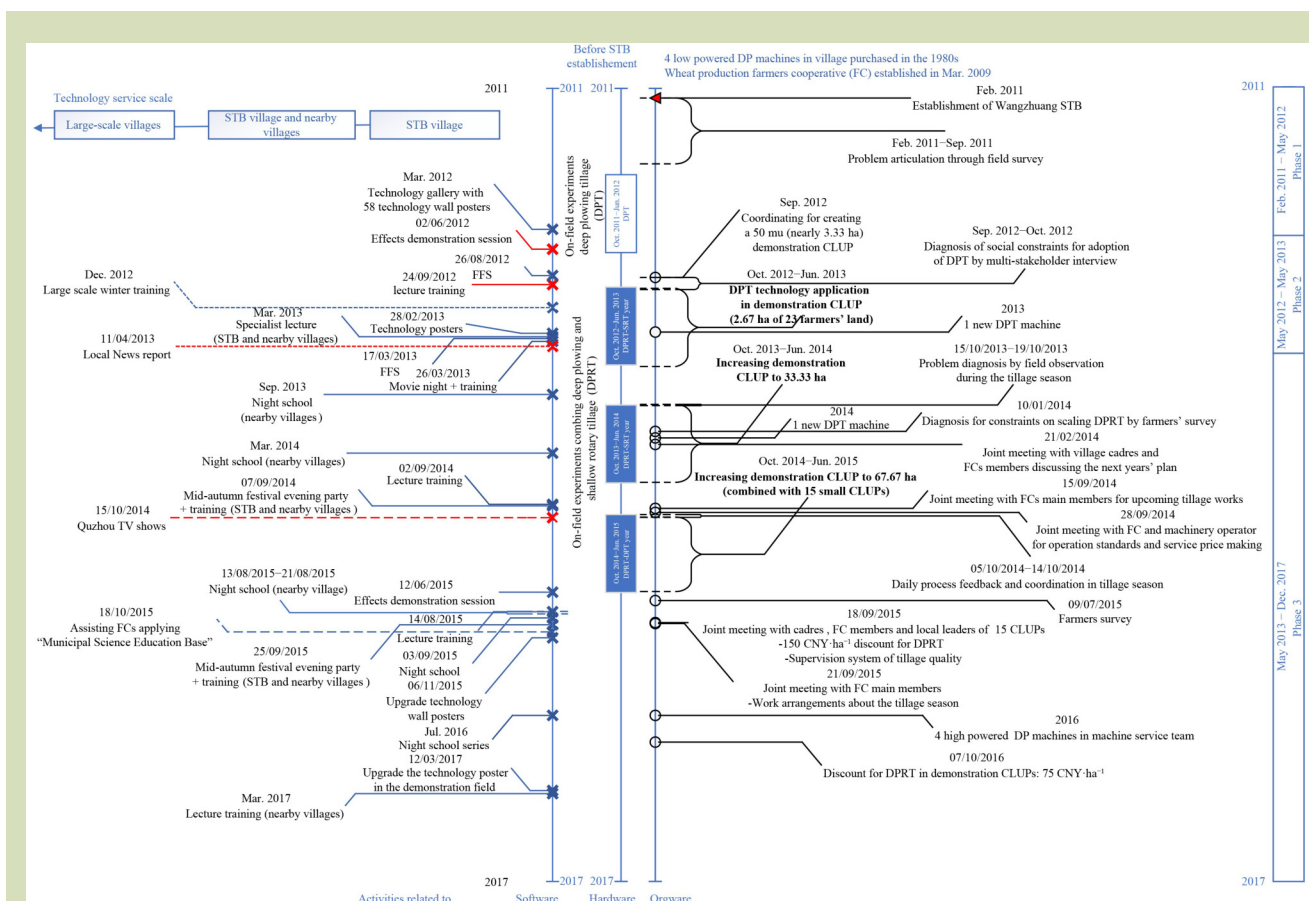 Before STB
establishement
4 low powered DP machines in village purchased in the 1980s
Wheat production farmers cooperative (FC) established in Mar. 2009
2011
2011
2011
2011
Technology service scale
Large-scale villages
STB village and nearby
villages
STB village
Feb. 2011
Establishment of Wangzhuang STB
Feb. 2011−Sep. 2011
Problem articulation through field survey
Feb. 2011 − May 2012
Phase 1
On-field experiments
deep plowing tillage
(DPT)
Oct. 2011−Jun. 2012
DPT
Mar. 2012
Technology gallery with
58 technology wall posters
02/06/2012
Effects demonstration session
26/08/2012
FFS
24/09/2012
lecture training
Dec. 2012
Large scale winter training
Mar. 2013
Specialist lecture
(STB and nearby villages)
28/02/2013
Technology posters
11/04/2013
Local News report
17/03/2013
FFS
26/03/2013
Movie night + training
Sep. 2013
Night school
(nearby villages )
Mar. 2014
Night school (nearby villages)
02/09/2014
Lecture training
07/09/2014
Mid-autumn festival evening party
+ training (STB and nearby villages )
15/10/2014
Quzhou TV shows
13/08/2015−21/08/2015
Night school (nearby village)
12/06/2015
Effects demonstration session
18/10/2015
Assisting FCs applying
“Municipal Science Education Base”
14/08/2015
Lecture training
25/09/2015
Mid-autumn festival evening party
+ training (STB and nearby villages )
03/09/2015
Night school
06/11/2015
Upgrade technology
wall posters
Jul. 2016
Night school series
12/03/2017
Upgrade the technology poster
in the demonstration field
Mar. 2017
Lecture training (nearby villages)
On-field experiments combing deep plowing and
shallow rotary tillage (DPRT)
Oct. 2012−Jun. 2013
DPRT-SRT year
Oct. 2013−Jun. 2014
DPRT-SRT year
Oct. 2014−Jun. 2015
DPRT-DPT year
Sep. 2012
Coordinating for creating
a 50 mu (nearly 3.33 ha)
demonstration CLUP
Sep. 2012−Oct. 2012
Diagnosis of social constraints for adoption
of DPT by multi-stakeholder interview
Oct. 2012−Jun. 2013
DPT technology application
in demonstration CLUP
(2.67 ha of 23 farmers’ land)
2013
1 new DPT machine
May 2012 − May 2013
Phase 2
Oct. 2013−Jun. 2014
Increasing demonstration
CLUP to 33.33 ha
15/10/2013−19/10/2013
Problem diagnosis by field observation
during the tillage season
2014
1 new DPT machine
10/01/2014
Diagnosis for constraints on scaling DPRT by farmers’ survey
21/02/2014
Joint meeting with village cadres and
FCs members discussing the next years’ plan
Oct. 2014−Jun. 2015
Increasing demonstration CLUP to 67.67 ha
(combined with 15 small CLUPs)
15/09/2014
Joint meeting with FCs main members for upcoming tillage works
28/09/2014
Joint meeting with FC and machinery operator
for operation standards and service price making
05/10/2014−14/10/2014
Daily process feedback and coordination in tillage season
09/07/2015
Farmers survey
18/09/2015
Joint meeting with cadres , FC members and local leaders of 15 CLUPs
-150 CNY·ha⁻¹ discount for DPRT
-Supervision system of tillage quality
21/09/2015
Joint meeting with FC main members
-Work arrangements about the tillage season
2016
4 high powered DP machines in machine service team
07/10/2016
Discount for DPRT in demonstration CLUPs: 75 CNY·ha⁻¹
May 2013 − Dec. 2017
Phase 3
2017
2017
2017
2017
Activities related to
Software
Hardware
Orgware